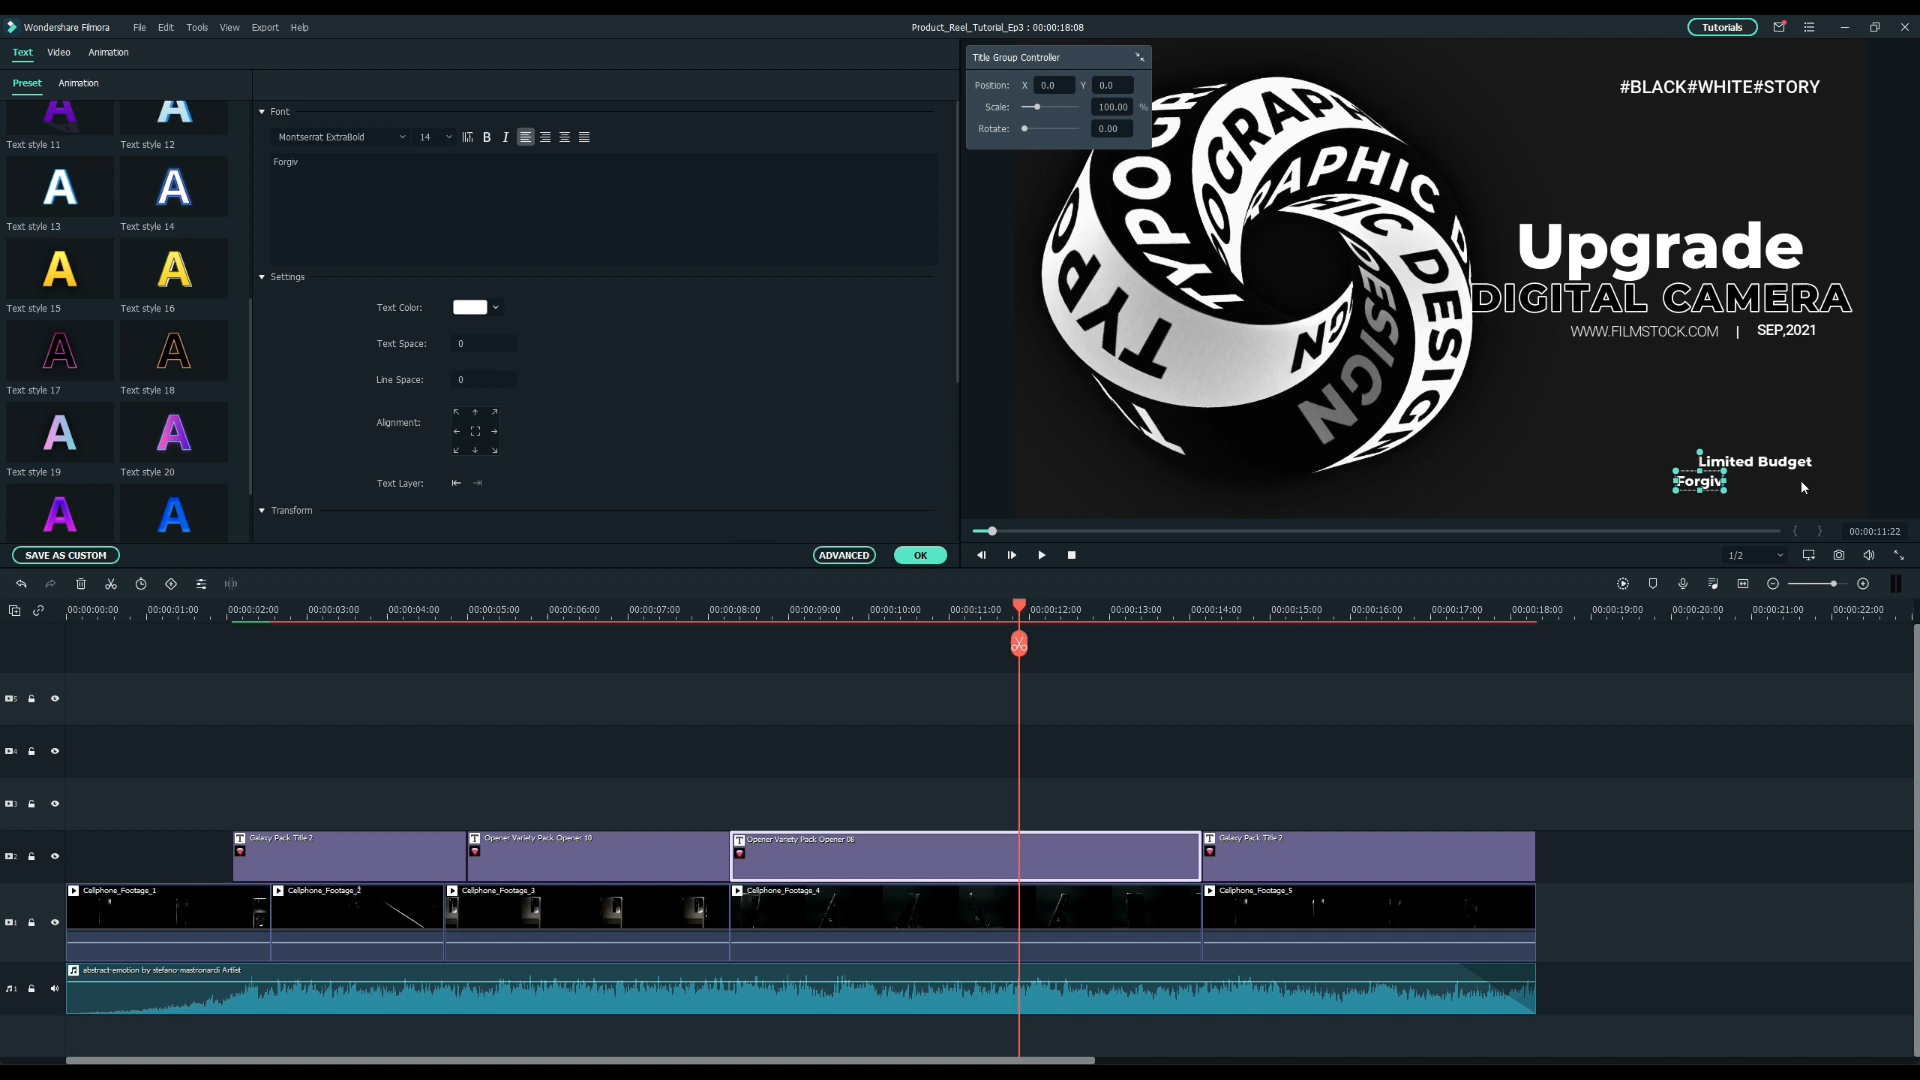 Wondershare Filmora File Edit Tools View Export Help
Product_Reel_Tutorial_Ep3 : 00:00:18:08
Tutorials
Text Video Animation
Preset Animation
Text style 11 Text style 12
Text style 13 Text style 14
Text style 15 Text style 16
Text style 17 Text style 18
Text style 19 Text style 20
SAVE AS CUSTOM
Font
Montserrat ExtraBold 14 B I
Forgiv
Settings
Text Color:
Text Space: 0
Line Space: 0
Alignment:
Text Layer:
Transform
ADVANCED OK
Title Group Controller
Position: X 0.0 Y 0.0
Scale: 100.00 %
Rotate: 0.00
#BLACK#WHITE#STORY
Upgrade
DIGITAL CAMERA
WWW.FILMSTOCK.COM | SEP,2021
Limited Budget
Forgiv
00:00:11:22
1/2
00:00:00:00 00:00:01:00 00:00:02:00 00:00:03:00 00:00:04:00 00:00:05:00 00:00:06:00 00:00:07:00 00:00:08:00 00:00:09:00 00:00:10:00 00:00:11:00 00:00:12:00 00:00:13:00 00:00:14:00 00:00:15:00 00:00:16:00 00:00:17:00 00:00:18:00 00:00:19:00 00:00:20:00 00:00:21:00 00:00:22:00
5
4
3
2
Galaxy Pack Title 2 Opener Variety Pack Opener 10 Opener Variety Pack Opener 08 Galaxy Pack Title 2
1
Cellphone_Footage_1 Cellphone_Footage_2 Cellphone_Footage_3 Cellphone_Footage_4 Cellphone_Footage_5
1
abstract-emotion by stefano-mastronardi Artlist